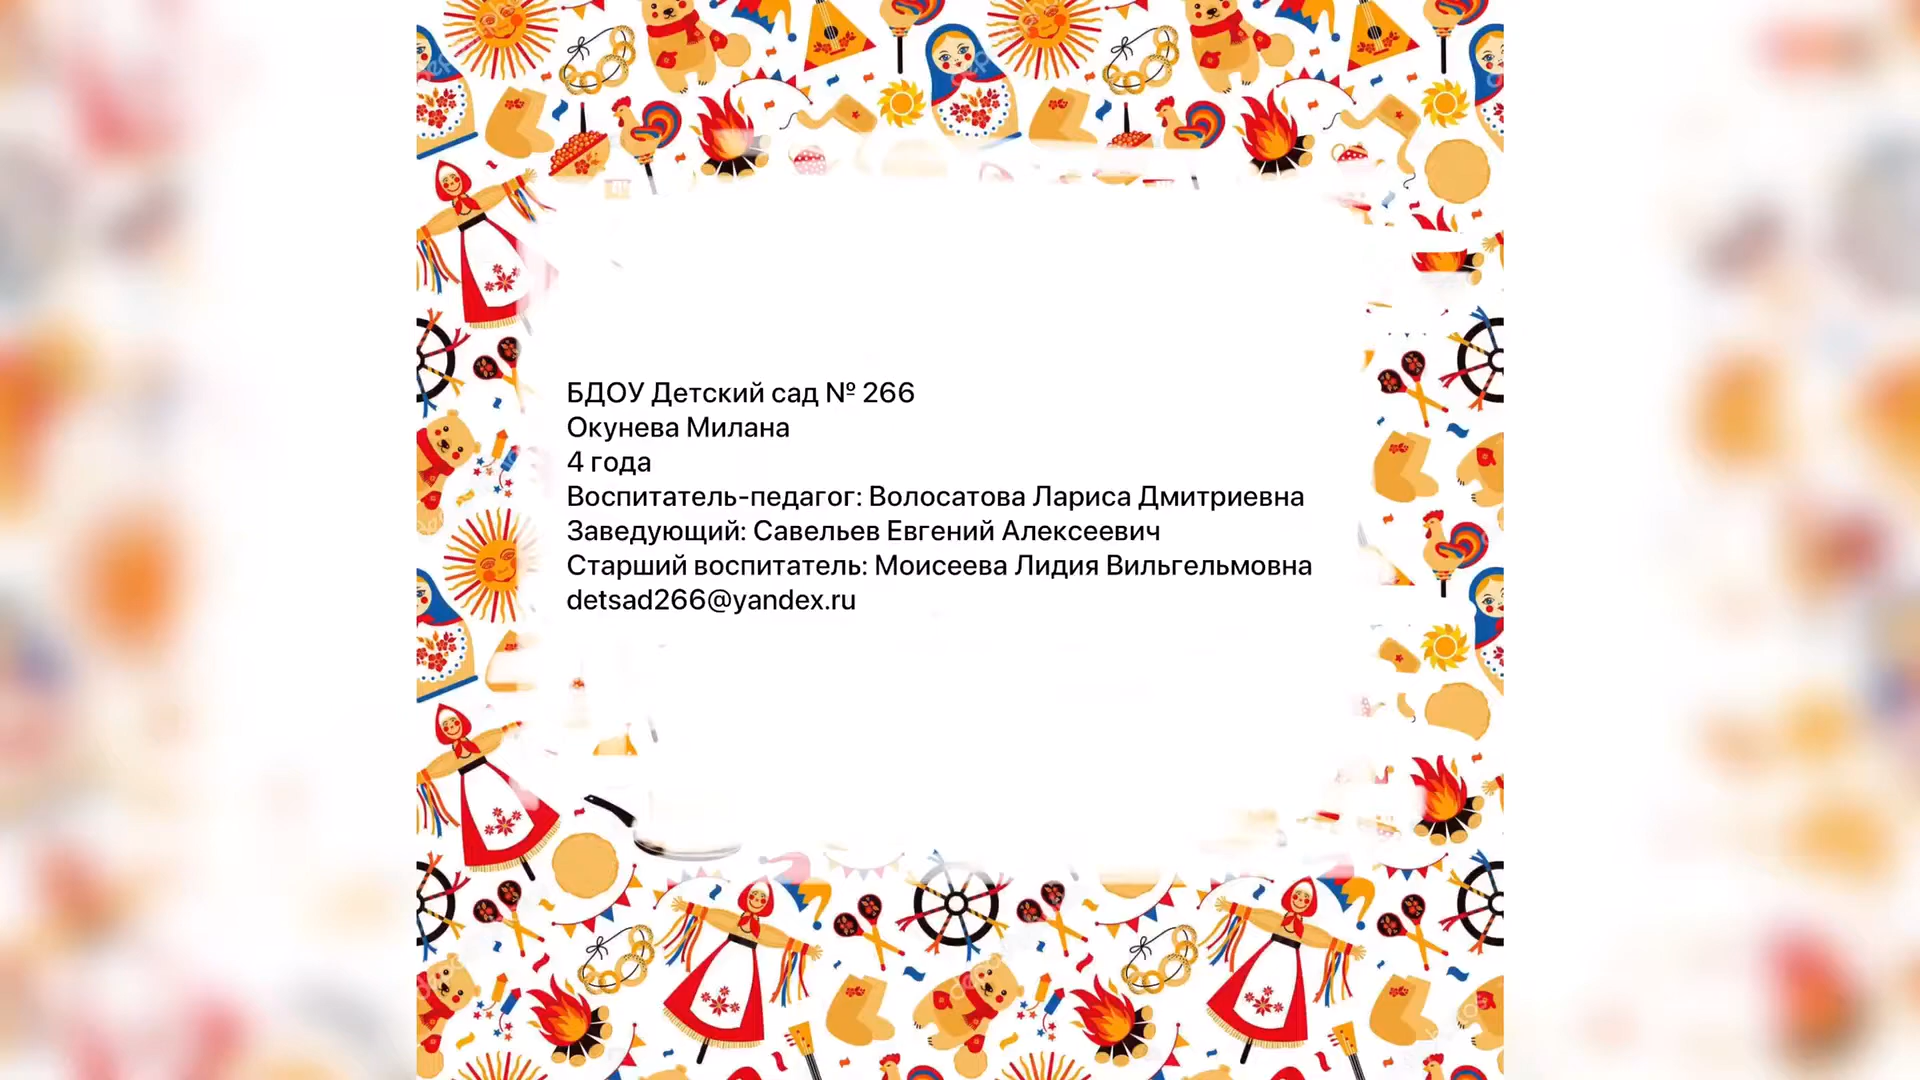 БДОУ Детский сад № 266
Окунева Милана
4 года
Воспитатель-педагог: Волосатова Лариса Дмитриевна
Заведующий: Савельев Евгений Алексеевич
Старший воспитатель: Моисеева Лидия Вильгельмовна
detsad266@yandex.ru